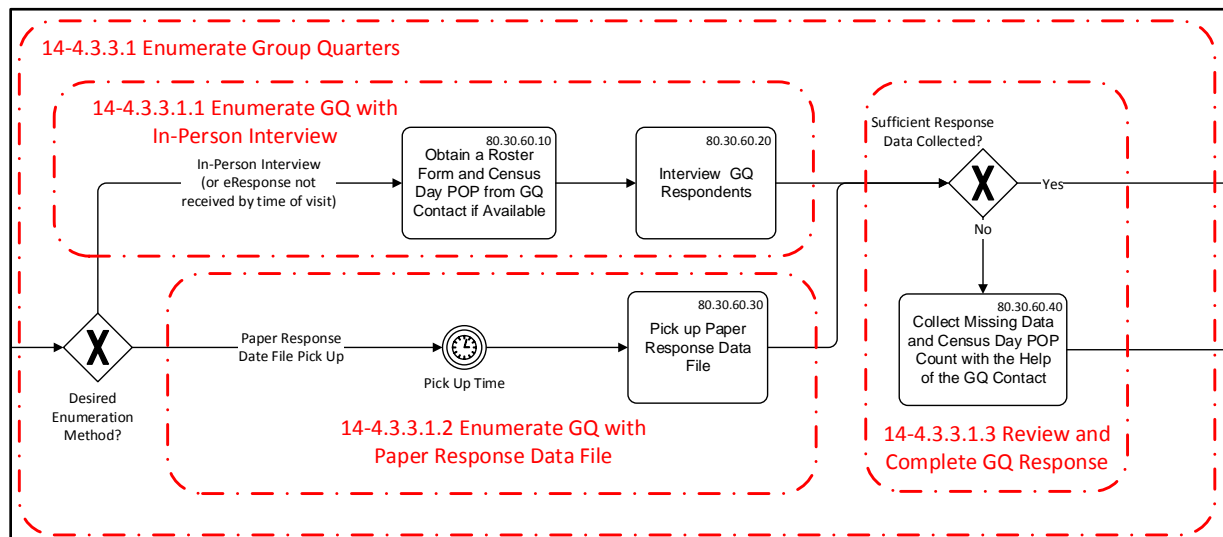 14-4.3.3.1 Enumerate Group Quarters
14-4.3.3.1.1 Enumerate GQ with
In-Person Interview
In-Person Interview
(or eResponse not
received by time of visit)
80.30.60.10
Obtain a Roster
Form and Census
Day POP from GQ
Contact if Available
80.30.60.20
Interview GQ
Respondents
Sufficient Response
Data Collected?
Yes
No
80.30.60.40
Collect Missing Data
and Census Day POP
Count with the Help
of the GQ Contact
14-4.3.3.1.3 Review and
Complete GQ Response
Desired
Enumeration
Method?
Paper Response
Date File Pick Up
Pick Up Time
80.30.60.30
Pick up Paper
Response Data
File
14-4.3.3.1.2 Enumerate GQ with
Paper Response Data File